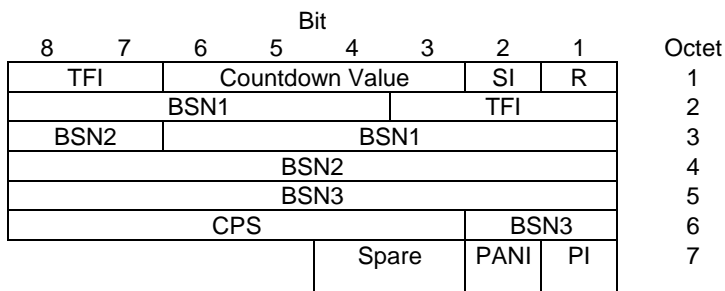 Bit
8 7 6 5 4 3 2 1 Octet
TFI Countdown Value SI R 1
BSN1 TFI 2
BSN2 BSN1 3
BSN2 4
BSN3 5
CPS BSN3 6
Spare PANI PI 7